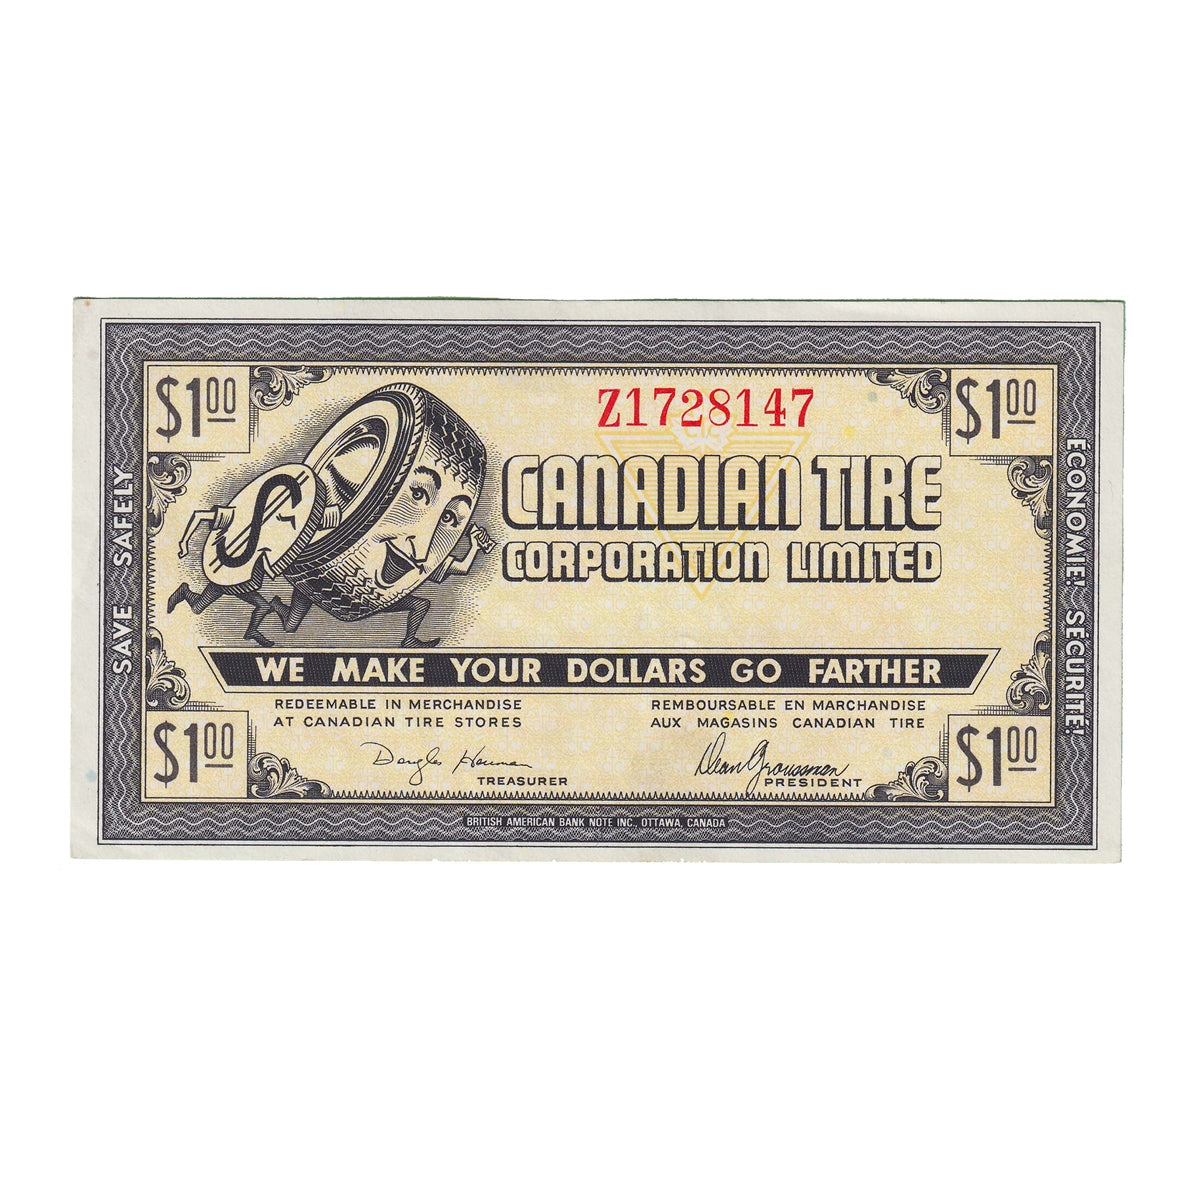 $1.00
Z1728147
$1.00
$
CANADIAN TIRE
CORPORATION LIMITED
SAVE SAFELY
ECONOMIE! SÉCURITÉ!
WE MAKE YOUR DOLLARS GO FARTHER
REDEEMABLE IN MERCHANDISE
AT CANADIAN TIRE STORES
REMBOURSABLE EN MARCHANDISE
AUX MAGASINS CANADIAN TIRE
$1.00
Dean Groussman
TREASURER
PRESIDENT
$1.00
BRITISH AMERICAN BANK NOTE INC., OTTAWA, CANADA